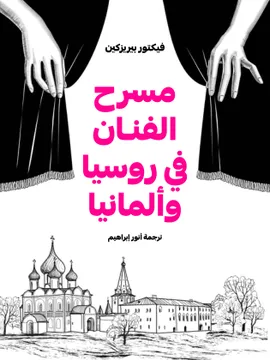 فيكتور بيريزكين
مسرح
الفنان
في روسيا
وألمانيا
ترجمة أنور إبراهيم